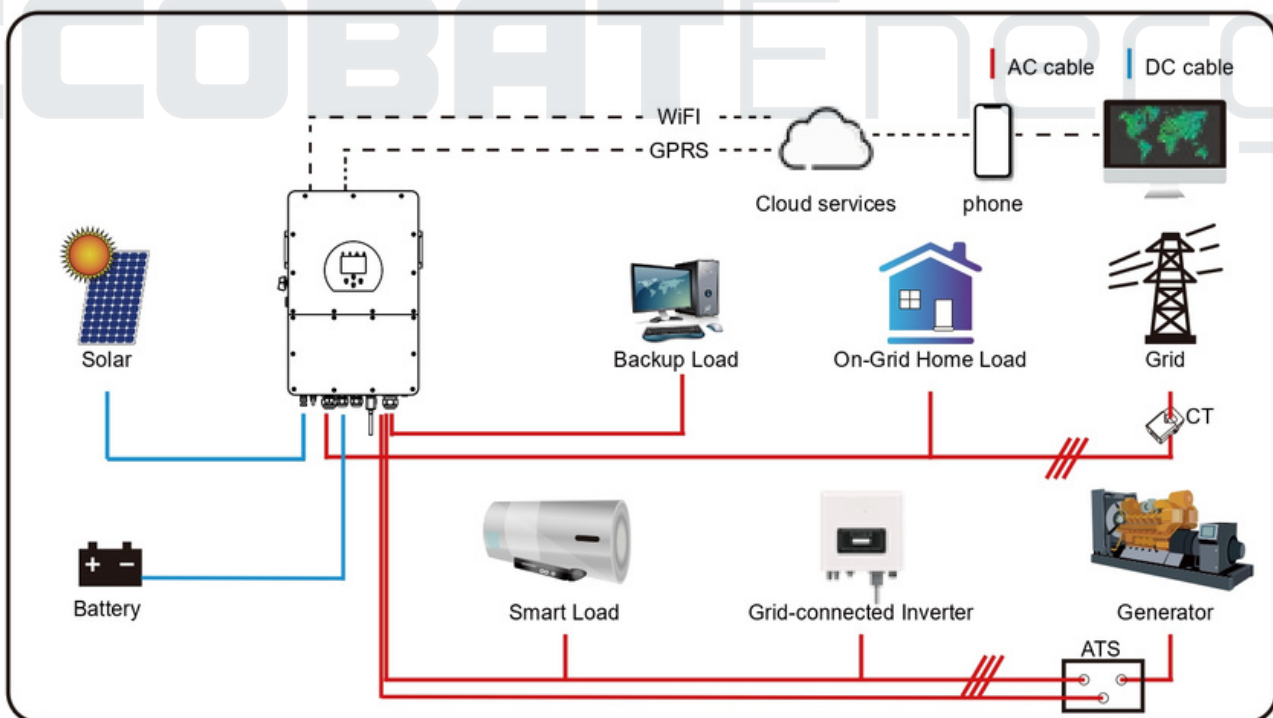 COBATEnerg
AC cable
DC cable
WiFI
GPRS
Cloud services
phone
Solar
Backup Load
On-Grid Home Load
Grid
CT
Battery
Smart Load
Grid-connected Inverter
Generator
ATS